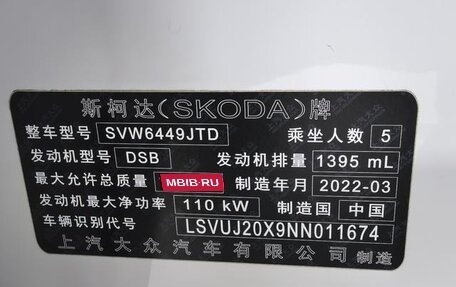 斯柯达(SKODA)牌
整车型号 SVW6449JTD 乘坐人数 5
发动机型号 DSB 发动机排量 1395 mL
最大允许总质量 MBIB.RU 制造年月 2022-03
发动机最大净功率 110 kW 制造国 中国
车辆识别代号 LSVUJ20X9NN011674
上汽大众汽车有限公司 制造